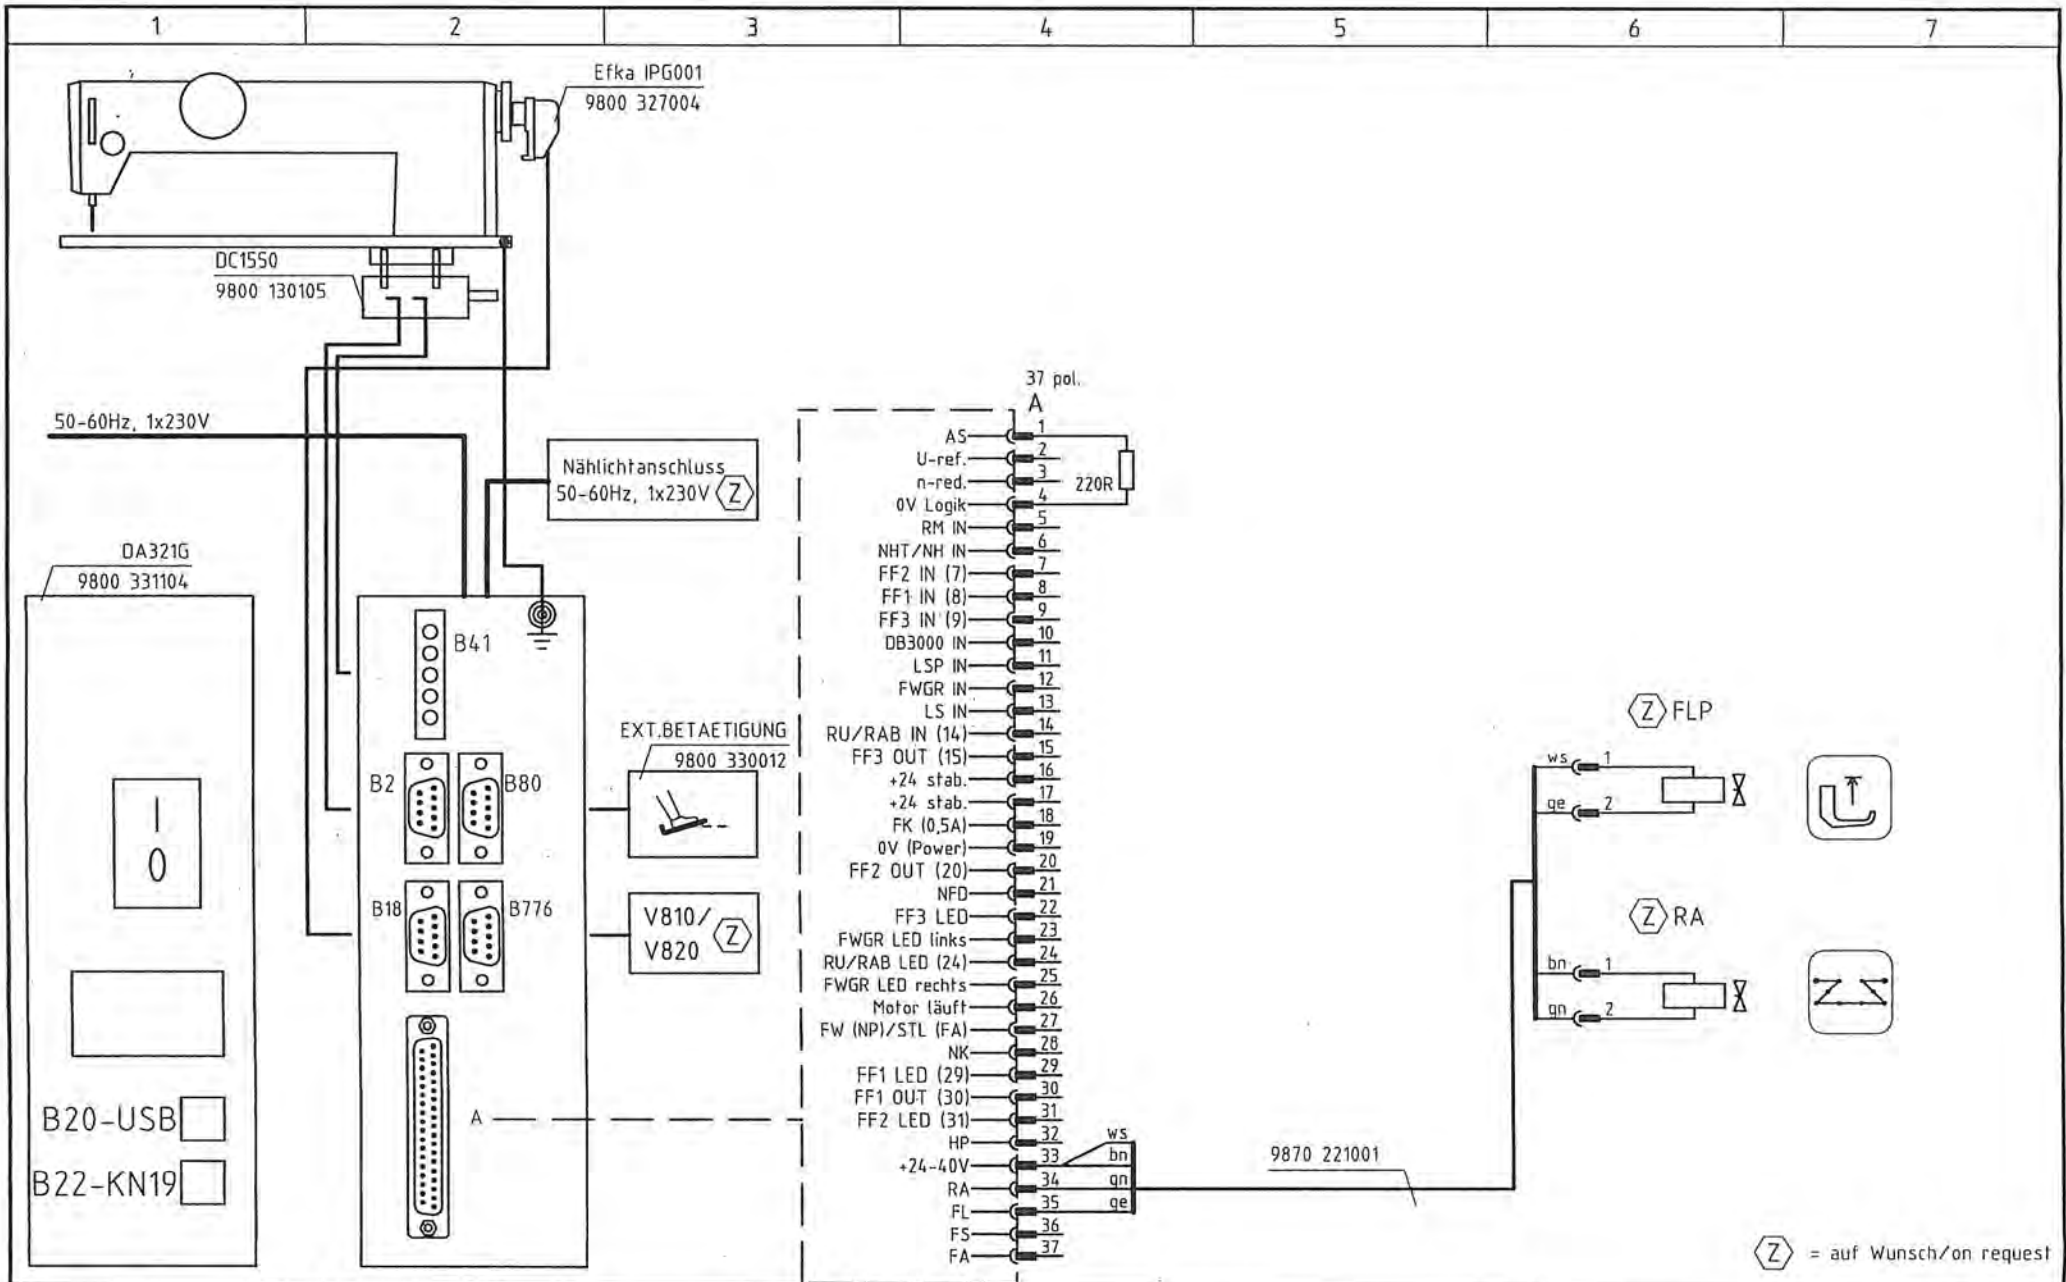 1 2 3 4 5 6 7
Efka IPG001
9800 327004
DC1550
9800 130105
50-60Hz, 1x230V
Nählichtanschluss
50-60Hz, 1x230V Z
DA321G
9800 331104
B41
B2
B80
B18
B776
EXT.BETAETIGUNG
9800 330012
V810/
V820
Z
A
0
B20-USB
B22-KN19
37 pol.
A
AS 1
U-ref. 2
n-red. 3
0V Logik 4
220R
RM IN 5
NHT/NH IN 6
FF2 IN (7) 7
FF1 IN (8) 8
FF3 IN (9) 9
DB3000 IN 10
LSP IN 11
FWGR IN 12
LS IN 13
RU/RAB IN (14) 14
FF3 OUT (15) 15
+24 stab. 16
+24 stab. 17
FK (0,5A) 18
0V (Power) 19
FF2 OUT (20) 20
NFD 21
FF3 LED 22
FWGR LED links 23
RU/RAB LED (24) 24
FWGR LED rechts 25
Motor läuft 26
FW (NP)/STL (FA) 27
NK 28
FF1 LED (29) 29
FF1 OUT (30) 30
FF2 LED (31) 31
HP 32
+24-40V 33
RA 34
FL 35
FS 36
FA 37
ws
bn
gn
ge
9870 221001
Z FLP
ws 1
ge 2
Z RA
bn 1
gn 2
Z = auf Wunsch/on request